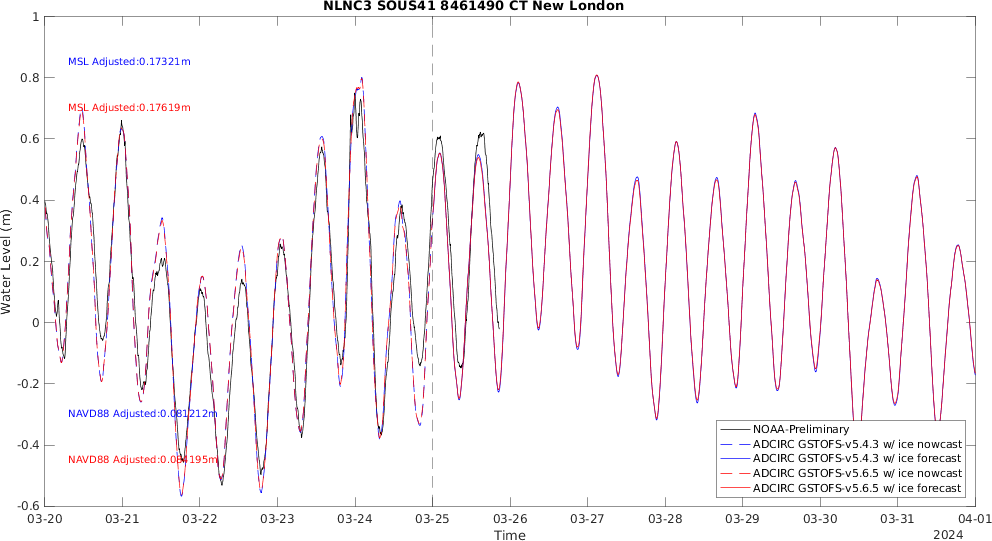 NLNC3 SOUS41 8461490 CT New London
1
0.8
0.6
0.4
0.2
0
-0.2
-0.4
-0.6
Water Level (m)
MSL Adjusted:0.17321m
MSL Adjusted:0.17619m
NAVD88 Adjusted:0.081212m
NOAA-Preliminary
ADCIRC GSTOFS-v5.4.3 w/ ice nowcast
ADCIRC GSTOFS-v5.4.3 w/ ice forecast
ADCIRC GSTOFS-v5.6.5 w/ ice nowcast
ADCIRC GSTOFS-v5.6.5 w/ ice forecast
NAVD88
03-20 03-21 03-22 03-23 03-24 03-25 03-26 03-27 03-28 03-29 03-30 03-31 04-01
Time
2024